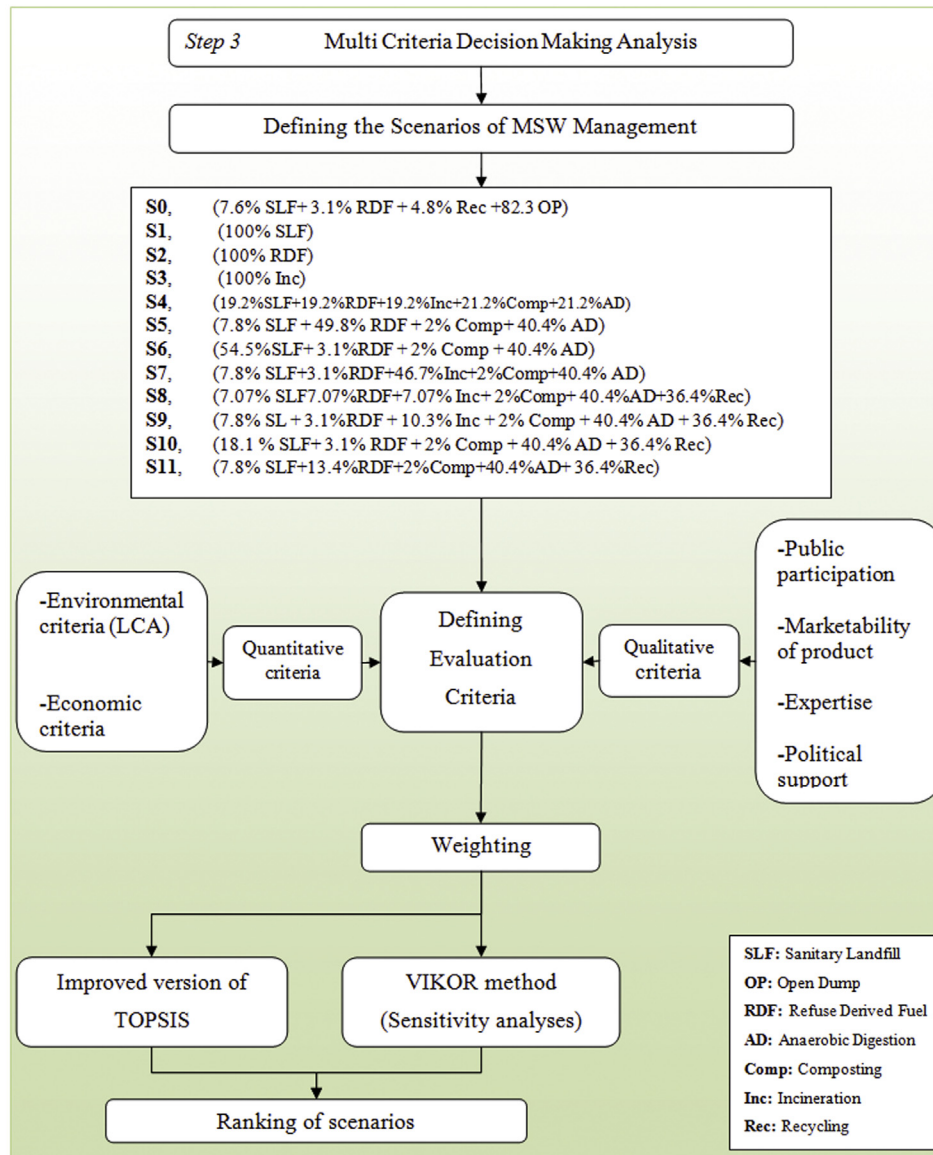 Step 3 Multi Criteria Decision Making Analysis
Defining the Scenarios of MSW Management
S0, (7.6% SLF+ 3.1% RDF + 4.8% Rec +82.3 OP)
S1, (100% SLF)
S2, (100% RDF)
S3, (100% Inc)
S4, (19.2%SLF+19.2%RDF+19.2%Inc+21.2%Comp+21.2%AD)
S5, (7.8% SLF + 49.8% RDF + 2% Comp+ 40.4% AD)
S6, (54.5%SLF+ 3.1%RDF + 2% Comp + 40.4% AD)
S7, (7.8% SLF+3.1%RDF+46.7%Inc+2%Comp+40.4% AD)
S8, (7.07% SLF7.07%RDF+7.07% Inc+ 2%Comp+ 40.4%AD+36.4%Rec)
S9, (7.8% SL + 3.1%RDF + 10.3% Inc + 2% Comp + 40.4% AD + 36.4% Rec)
S10, (18.1 % SLF+ 3.1% RDF + 2% Comp + 40.4% AD + 36.4% Rec)
S11, (7.8% SLF+13.4%RDF+2%Comp+40.4%AD+ 36.4%Rec)
-Environmental
criteria (LCA)
-Economic
criteria
Quantitative
criteria
Defining
Evaluation
Criteria
Qualitative
criteria
-Public
participation
-Marketability
of product
-Expertise
-Political
support
Weighting
Improved version of
TOPSIS
VIKOR method
(Sensitivity analyses)
Ranking of scenarios
SLF: Sanitary Landfill
OP: Open Dump
RDF: Refuse Derived Fuel
AD: Anaerobic Digestion
Comp: Composting
Inc: Incineration
Rec: Recycling